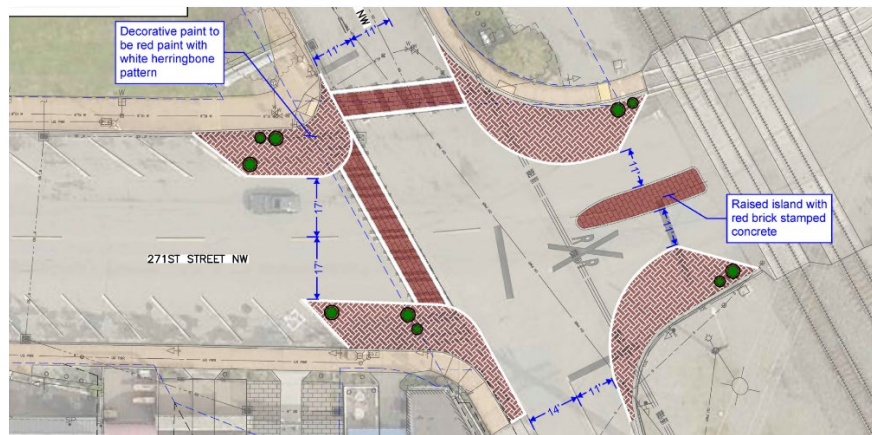 NW
11' 11'
Decorative paint to
be red paint with
white herringbone
pattern
11'
17'
Raised island with
red brick stamped
concrete
11'
271ST STREET NW
17'
14' 11'